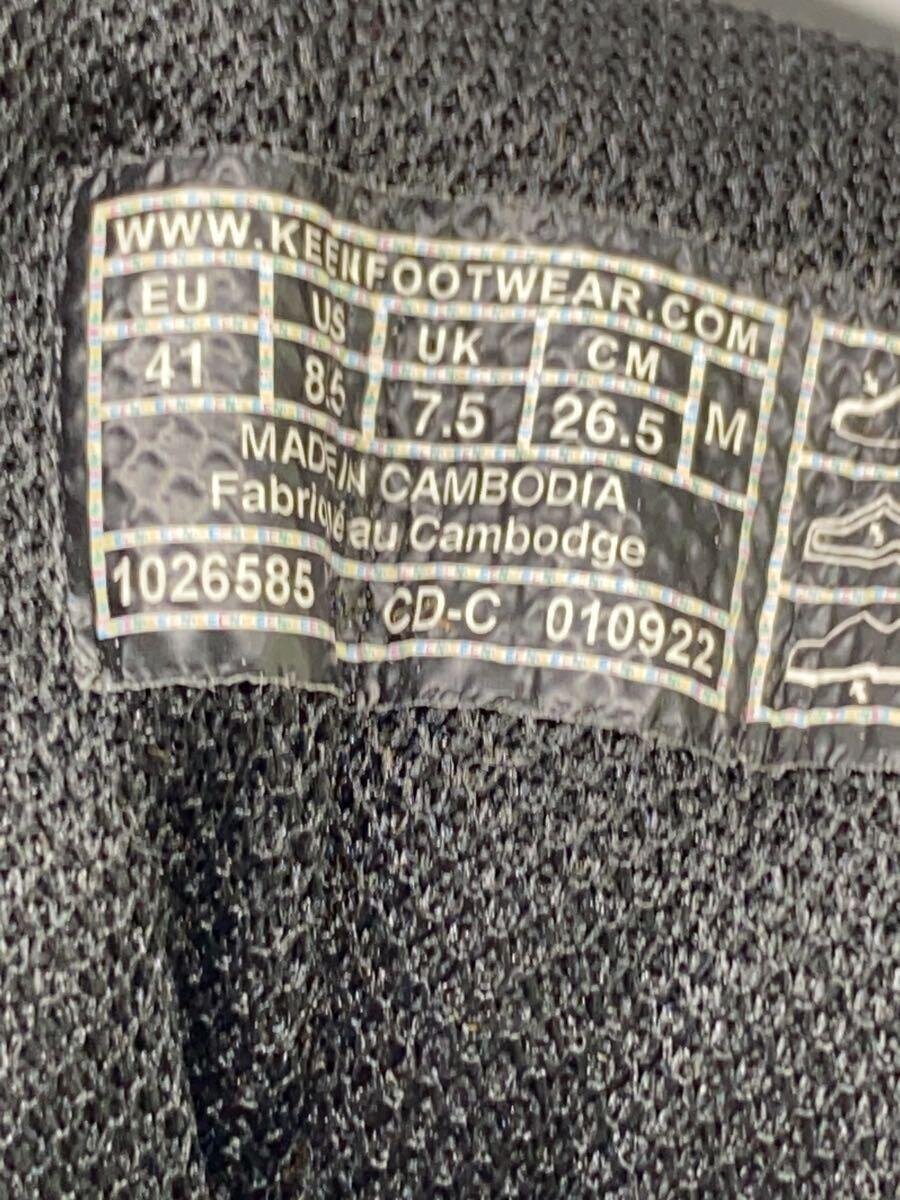 WWW.KEENFOOTWEAR.COM
EU US UK CM M
41 8.5 7.5 26.5
MADE IN CAMBODIA
Fabriqué au Cambodge
1026585 CD-C 010922